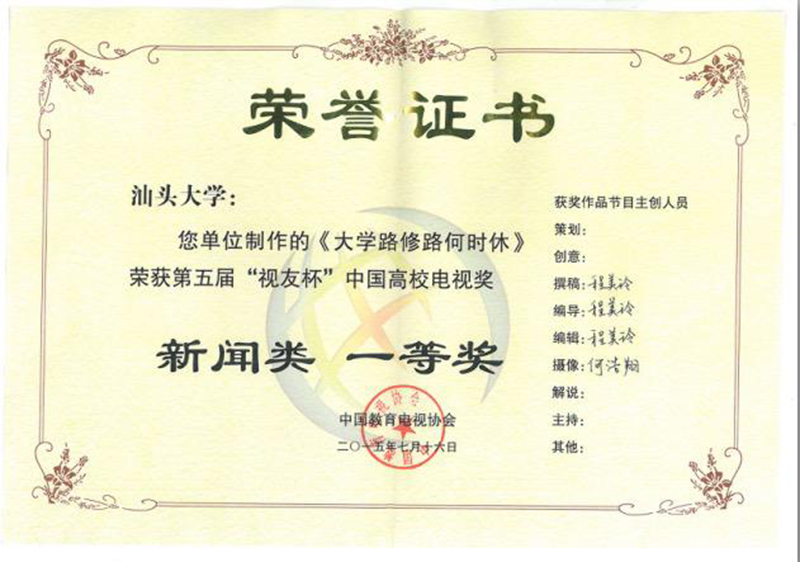 荣誉证书
汕头大学：
您单位制作的《大学路修路何时休》
荣获第五届“视友杯”中国高校电视奖
新闻类 一等奖
中国教育电视协会
二〇一五年七月十六日
获奖作品节目主创人员
策划：
创意：
撰稿：程美玲
编导：程美玲
编辑：程美玲
摄像：何浩翔
解说：
主持：
其他：